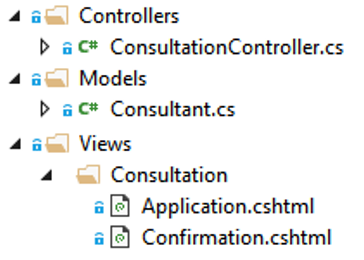 Controllers
C# ConsultationController.cs
Models
C# Consultant.cs
Views
Consultation
Application.cshtml
Confirmation.cshtml